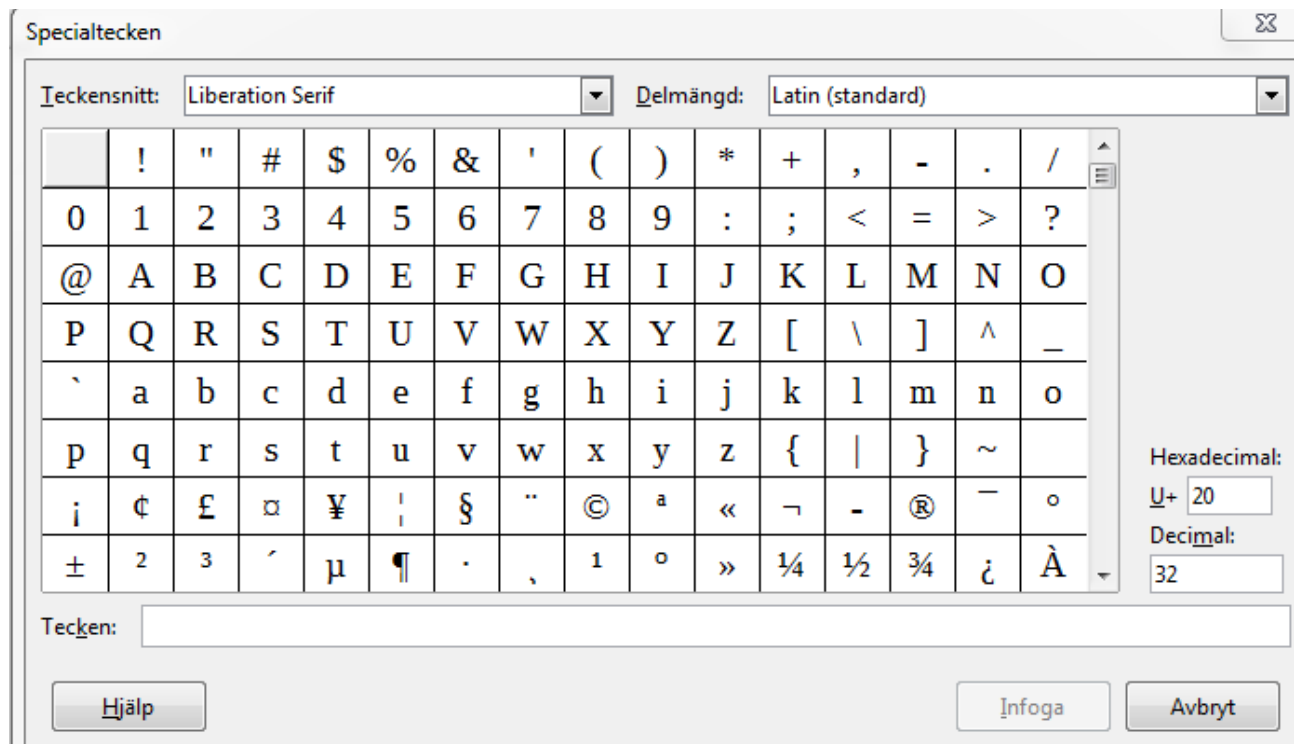 Specialtecken
Teckensnitt: Liberation Serif Delmängd: Latin (standard)
! " # $ % & ' ( ) * + , - . /
0 1 2 3 4 5 6 7 8 9 : ; < = > ?
@ A B C D E F G H I J K L M N O
P Q R S T U V W X Y Z [ \ ] ^ _
` a b c d e f g h i j k l m n o
p q r s t u v w x y z { | } ~
¡ ¢ £ ¤ ¥ ¦ § ¨ © ª « ¬ - ® ¯ °
± ² ³ ´ µ ¶ · ¸ ¹ º » ¼ ½ ¾ ¿ À
Hexadecimal:
U+ 20
Decimal:
32
Tecken:
Hjälp Infoga Avbryt